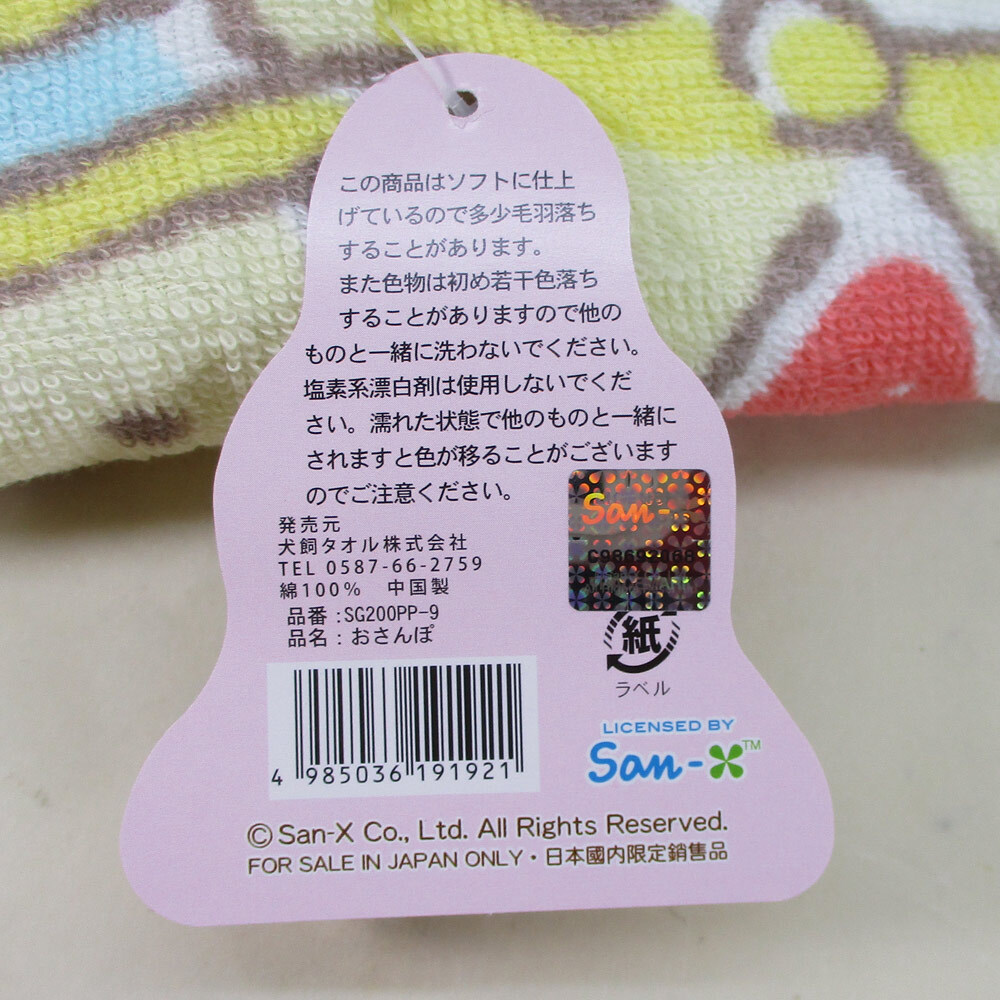 この商品はソフトに仕上
げているので多少毛羽落ち
することがあります。
また色物は初め若干色落ち
することがありますので他の
ものと一緒に洗わないでください。
塩素系漂白剤は使用しないでくだ
さい。濡れた状態で他のものと一緒に
されますと色が移ることがございます
のでご注意ください。
発売元
犬飼タオル株式会社
TEL 0587-66-2759
綿100% 中国製
品番:SG200PP-9
品名:おさんぽ
San-
紙
ラベル
4 985036 191921
LICENSED BY
San-X™
©San-X Co., Ltd. All Rights Reserved.
FOR SALE IN JAPAN ONLY・日本國内限定銷售品